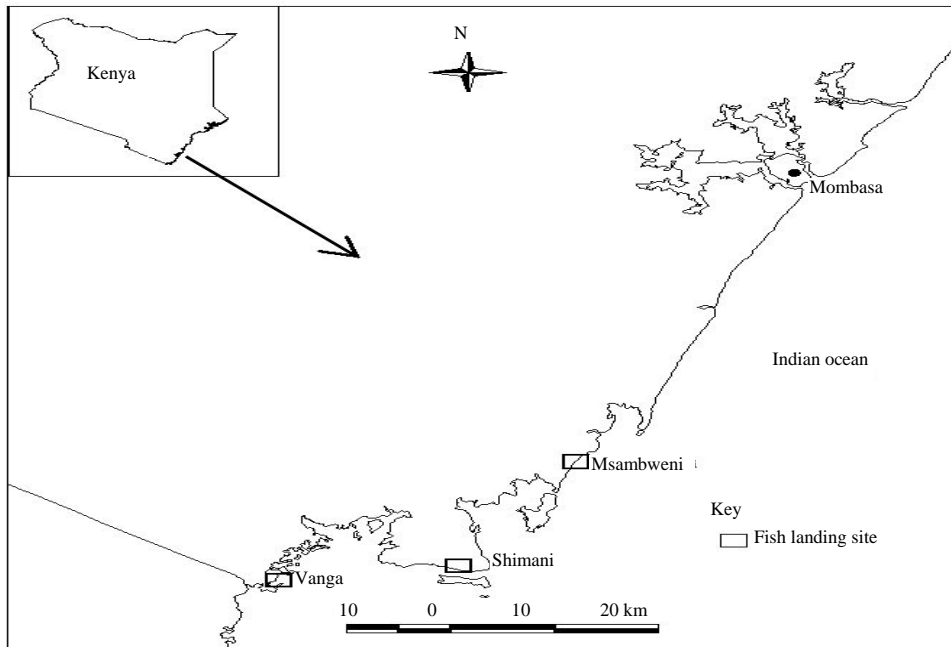 Kenya
N
Mombasa
Indian ocean
Msambweni
Key
Fish landing site
Shimani
Vanga
10 0 10 20 km